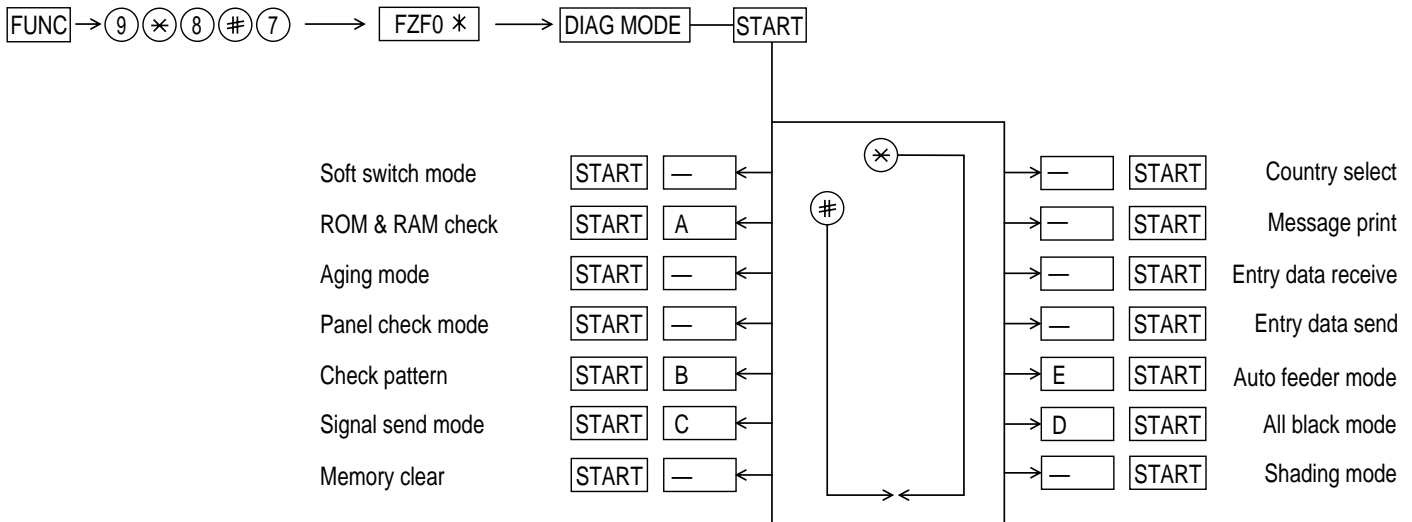 FUNC 9 * 8 # 7 FZF0 * DIAG MODE START
*
#
Soft switch mode START — — START Country select
ROM & RAM check START A — START Message print
Aging mode START — — START Entry data receive
Panel check mode START — — START Entry data send
Check pattern START B E START Auto feeder mode
Signal send mode START C D START All black mode
Memory clear START — — START Shading mode